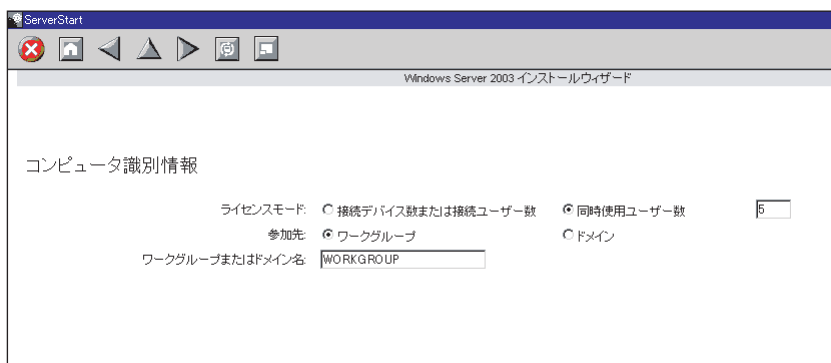 ServerStart
Windows Server 2003 インストールウィザード
コンピュータ識別情報
ライセンスモード: 接続デバイス数または接続ユーザー数 同時使用ユーザー数 5
参加先: ワークグループ ドメイン
ワークグループまたはドメイン名: WORKGROUP